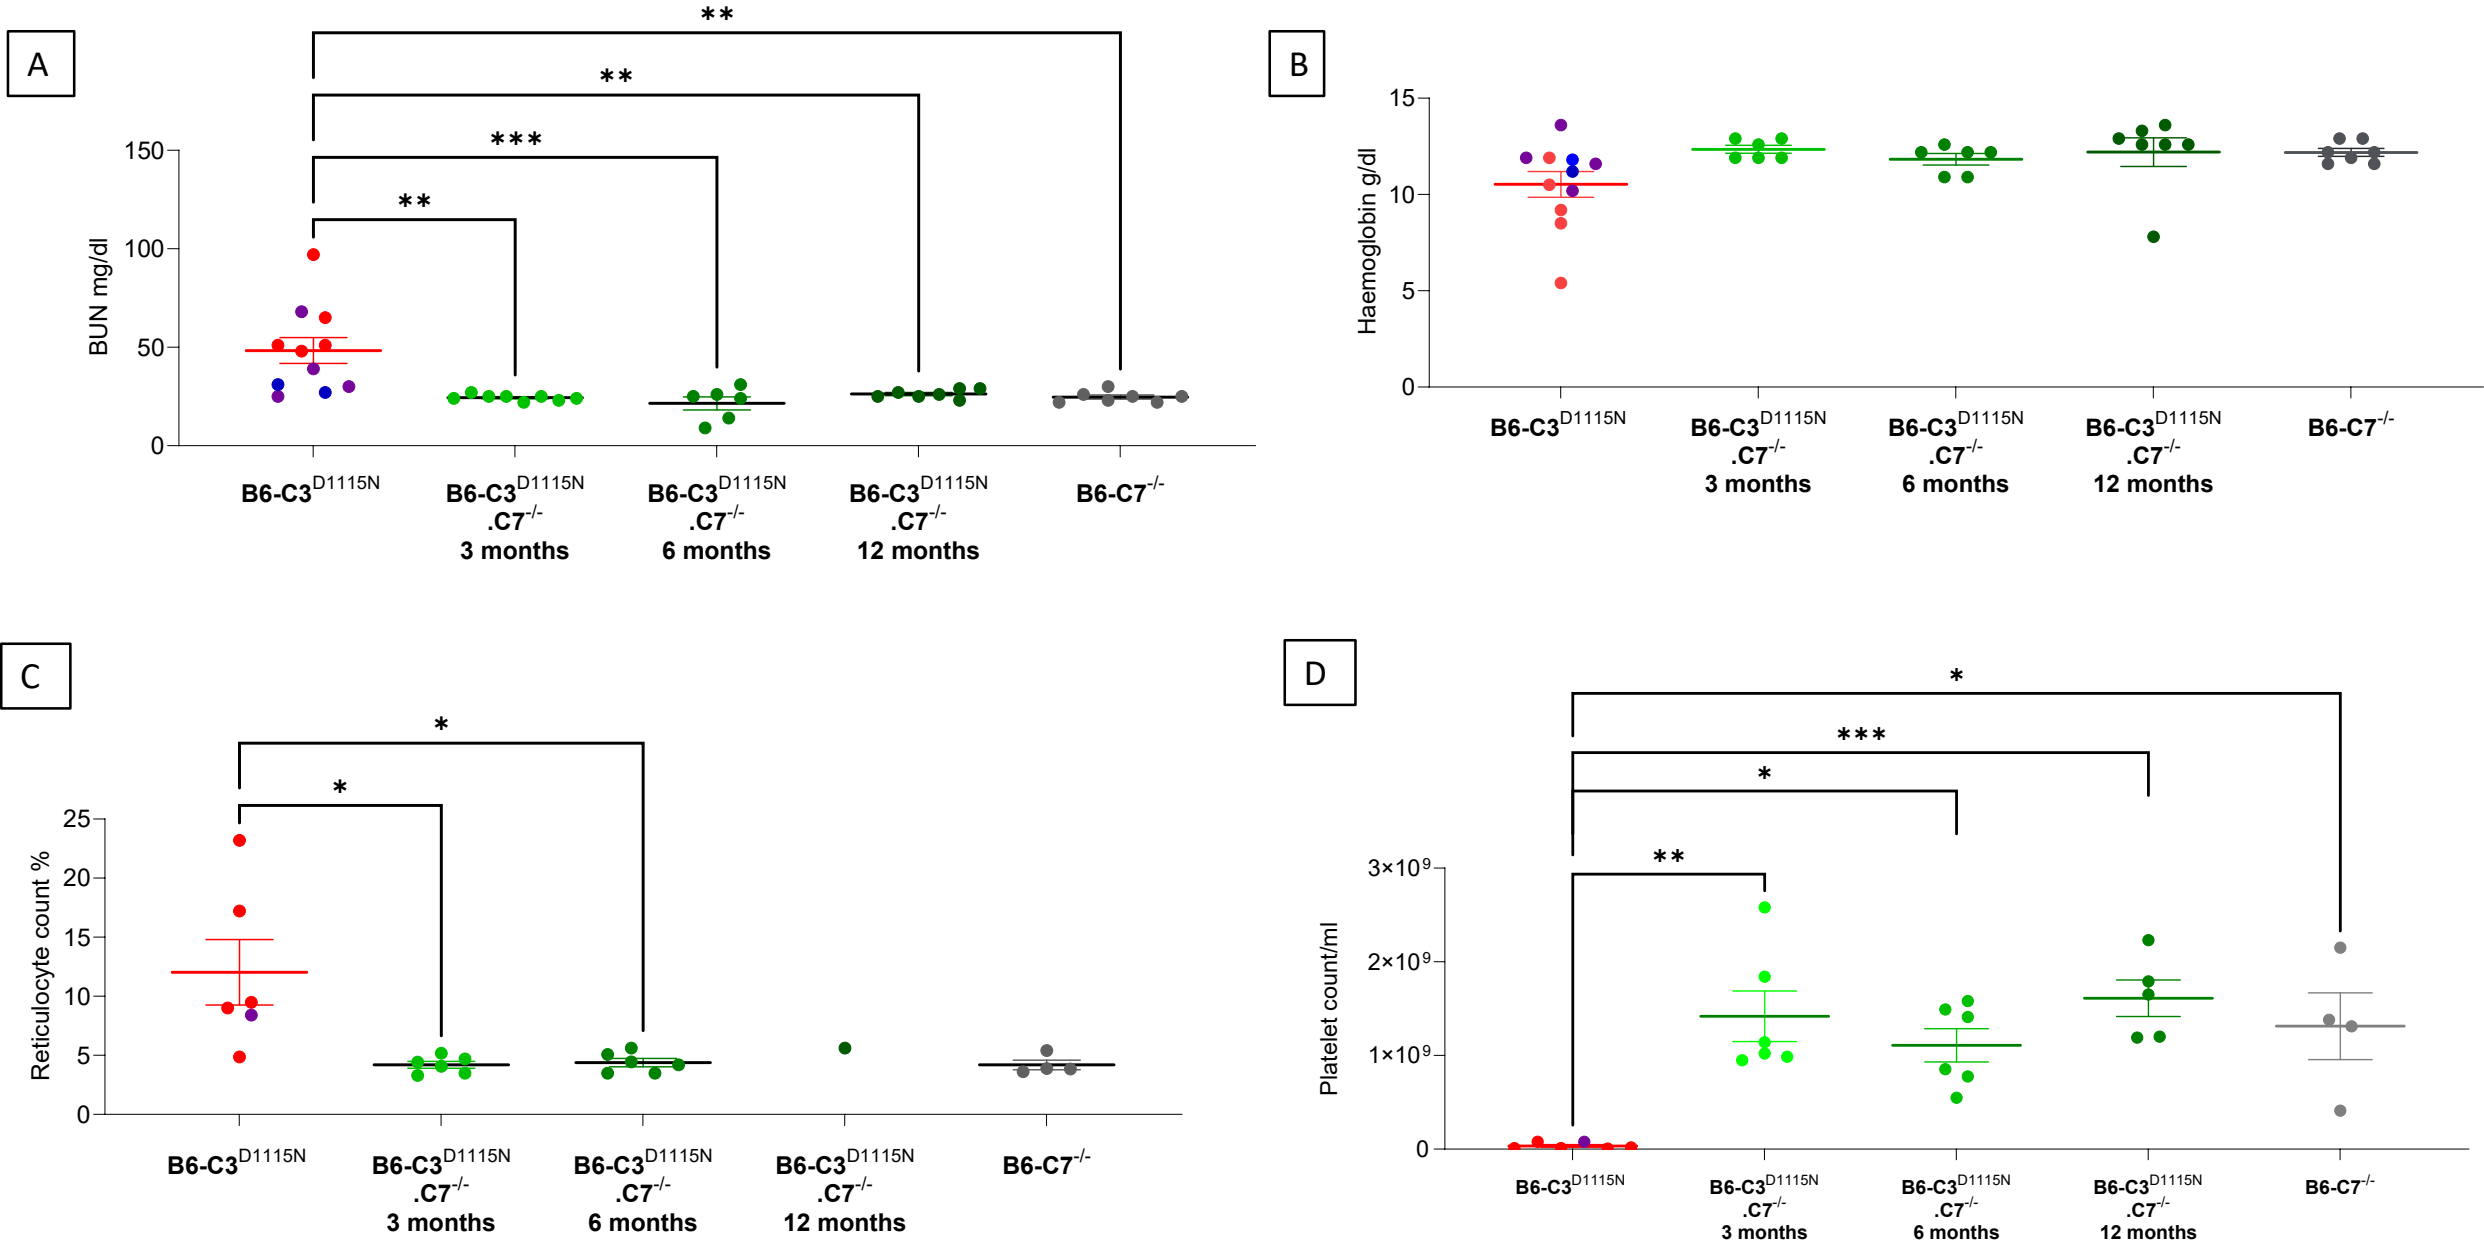 A
**
**
***
**
150
100
50
0
BUN mg/dl
B6-C3D1115N
B6-C3D1115N
.C7-/-
3 months
B6-C3D1115N
.C7-/-
6 months
B6-C3D1115N
.C7-/-
12 months
B6-C7-/-
B
15
10
5
0
Haemoglobin g/dl
B6-C3D1115N
B6-C3D1115N
.C7-/-
3 months
B6-C3D1115N
.C7-/-
6 months
B6-C3D1115N
.C7-/-
12 months
B6-C7-/-
C
*
*
25
20
15
10
5
0
Reticulocyte count %
B6-C3D1115N
B6-C3D1115N
.C7-/-
3 months
B6-C3D1115N
.C7-/-
6 months
B6-C3D1115N
.C7-/-
12 months
B6-C7-/-
D
*
***
*
**
3×10⁹
2×10⁹
1×10⁹
0
Platelet count/ml
B6-C3D1115N
B6-C3D1115N
.C7-/-
3 months
B6-C3D1115N
.C7-/-
6 months
B6-C3D1115N
.C7-/-
12 months
B6-C7-/-